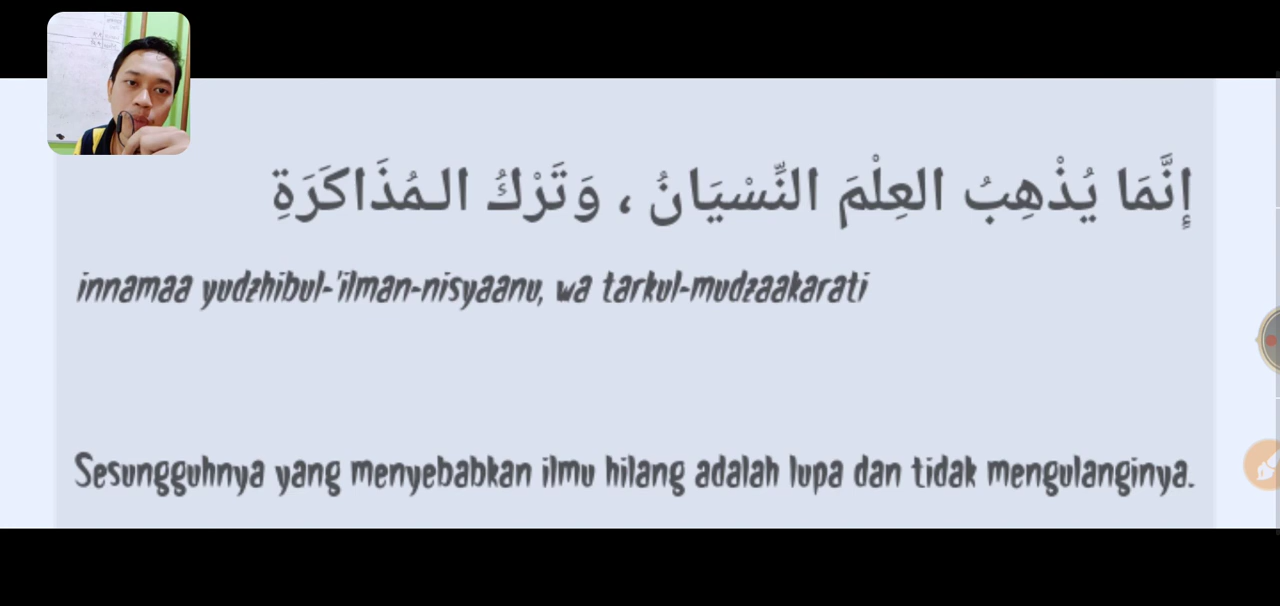 إِنَّمَا يُذْهِبُ العِلْمَ النِّسْيَانُ ، وَتَرْكُ الـمُذَاكَرَةِ
innamaa yudzhibul-'ilman-nisyaanu, wa tarkul-mudzaakarati
Sesungguhnya yang menyebabkan ilmu hilang adalah lupa dan tidak mengulanginya.